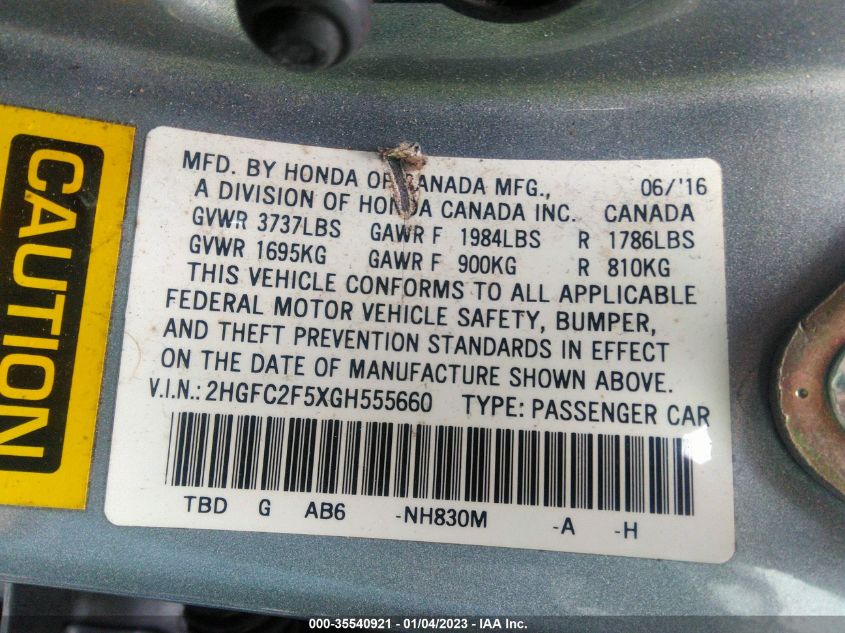 CAUTION
MFD. BY HONDA OF CANADA MFG., 06/'16
A DIVISION OF HONDA CANADA INC. CANADA
GVWR 3737LBS GAWR F 1984LBS R 1786LBS
GVWR 1695KG GAWR F 900KG R 810KG
THIS VEHICLE CONFORMS TO ALL APPLICABLE
FEDERAL MOTOR VEHICLE SAFETY, BUMPER,
AND THEFT PREVENTION STANDARDS IN EFFECT
ON THE DATE OF MANUFACTURE SHOWN ABOVE.
V.I.N.: 2HGFC2F5XGH555660 TYPE: PASSENGER CAR
TBD G AB6 -NH830M -A -H
000-35540921 - 01/04/2023 - IAA Inc.